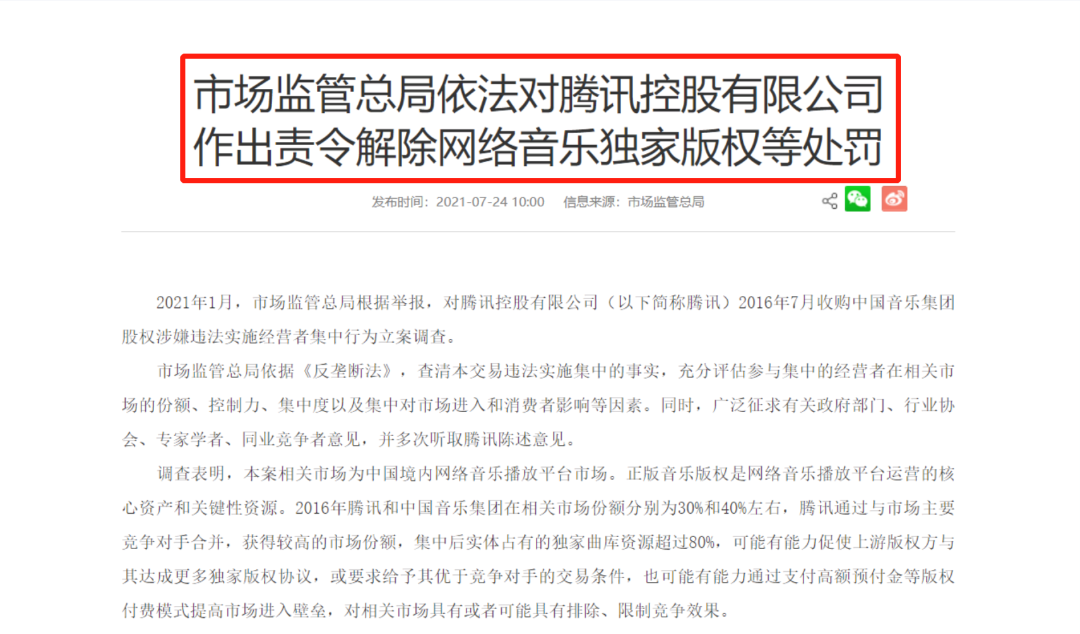 市场监管总局依法对腾讯控股有限公司
作出责令解除网络音乐独家版权等处罚
发布时间：2021-07-24 10:00 信息来源：市场监管总局
2021年1月，市场监管总局根据举报，对腾讯控股有限公司（以下简称腾讯）2016年7月收购中国音乐集团
股权涉嫌违法实施经营者集中行为立案调查。
市场监管总局依据《反垄断法》，查清本交易违法实施集中的事实，充分评估参与集中的经营者在相关市
场的份额、控制力、集中度以及集中对市场进入和消费者影响等因素。同时，广泛征求有关政府部门、行业协
会、专家学者、同业竞争者意见，并多次听取腾讯陈述意见。
调查表明，本案相关市场为中国境内网络音乐播放平台市场。正版音乐版权是网络音乐播放平台运营的核
心资产和关键性资源。2016年腾讯和中国音乐集团在相关市场份额分别为30%和40%左右，腾讯通过与市场主要
竞争对手合并，获得较高的市场份额，集中后实体占有的独家曲库资源超过80%，可能有能力促使上游版权方与
其达成更多独家版权协议，或要求给予其优于竞争对手的交易条件，也可能有能力通过支付高额预付金等版权
付费模式提高市场进入壁垒，对相关市场具有或者可能具有排除、限制竞争效果。